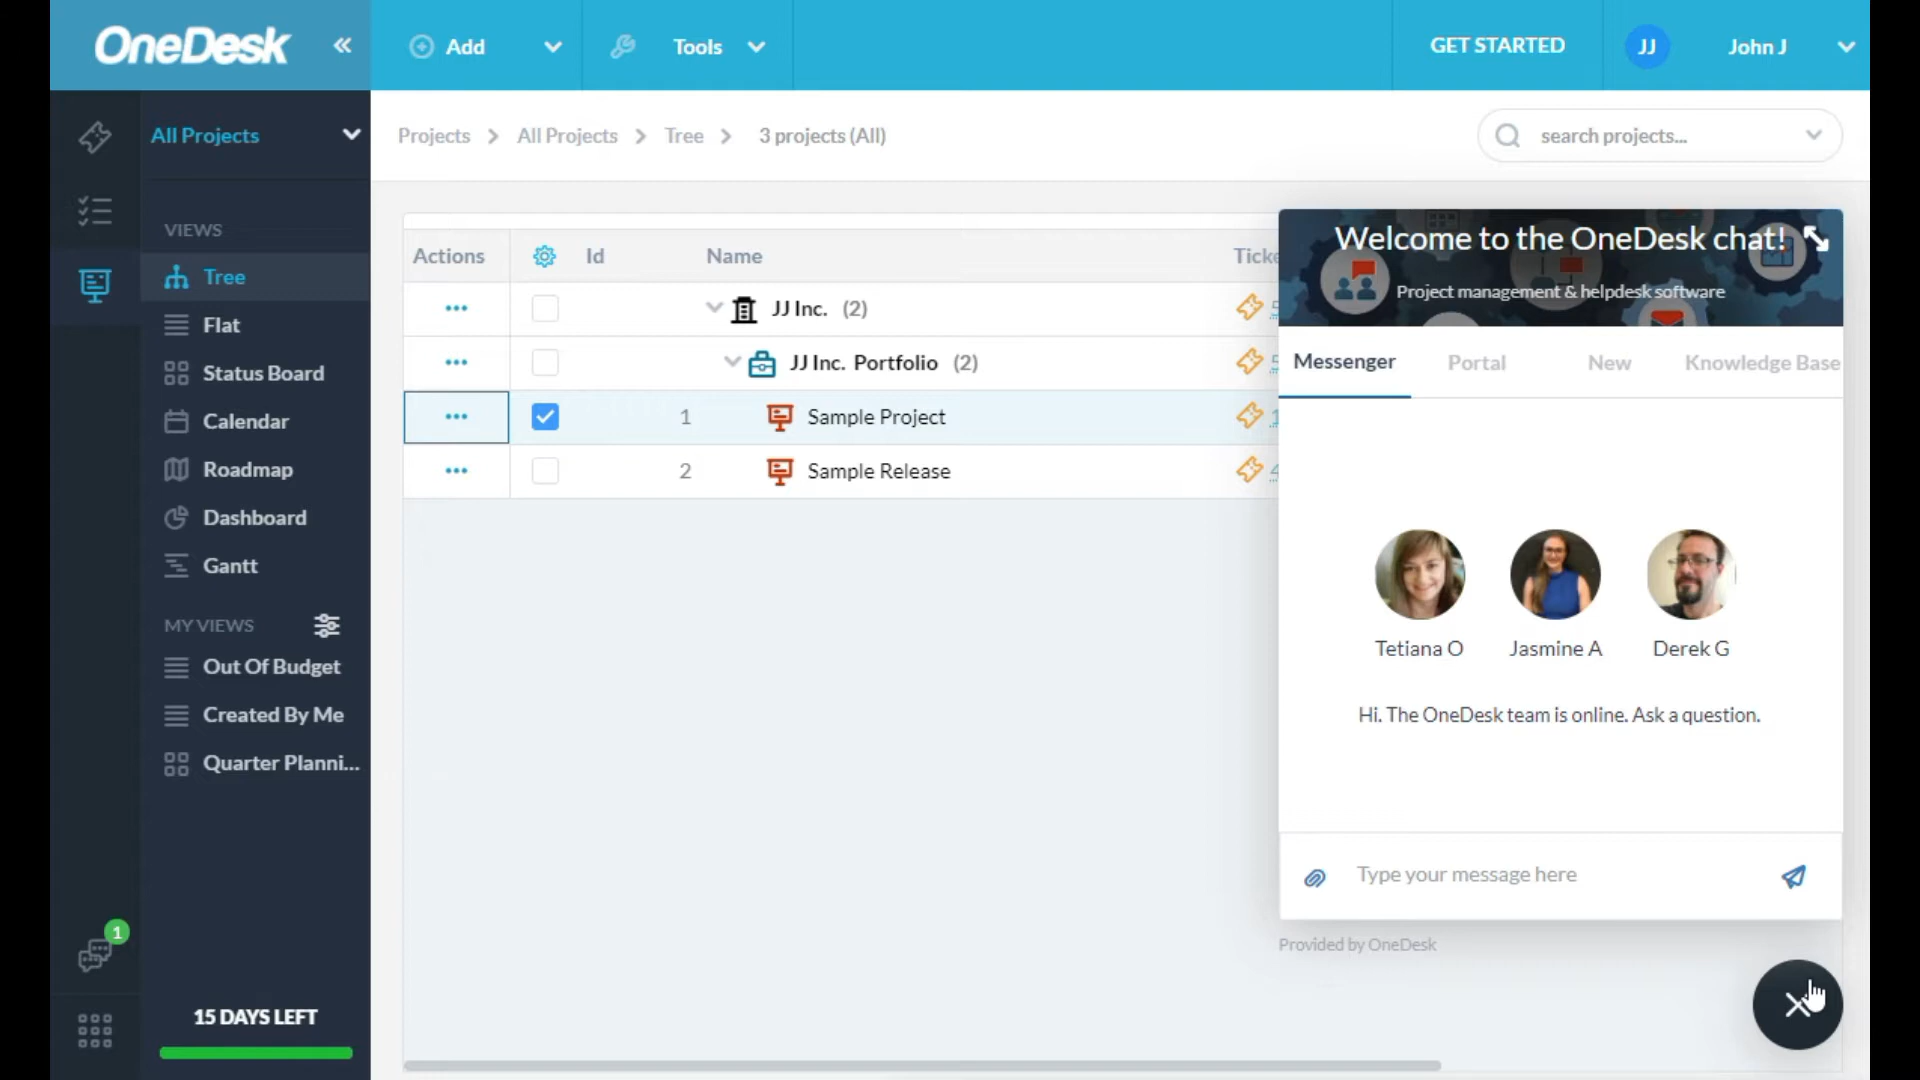 OneDesk
Add
Tools
GET STARTED
JJ
John J
All Projects
Projects
All Projects
Tree
3 projects (All)
search projects...
VIEWS
Tree
Flat
Status Board
Calendar
Roadmap
Dashboard
Gantt
MY VIEWS
Out Of Budget
Created By Me
Quarter Planni...
1
15 DAYS LEFT
Actions
Id
Name
JJ Inc. (2)
JJ Inc. Portfolio (2)
1 Sample Project
2 Sample Release
Welcome to the OneDesk chat!
Project management & helpdesk software
Messenger
Portal
New
Knowledge Base
Tetiana O
Jasmine A
Derek G
Hi. The OneDesk team is online. Ask a question.
Type your message here
Provided by OneDesk